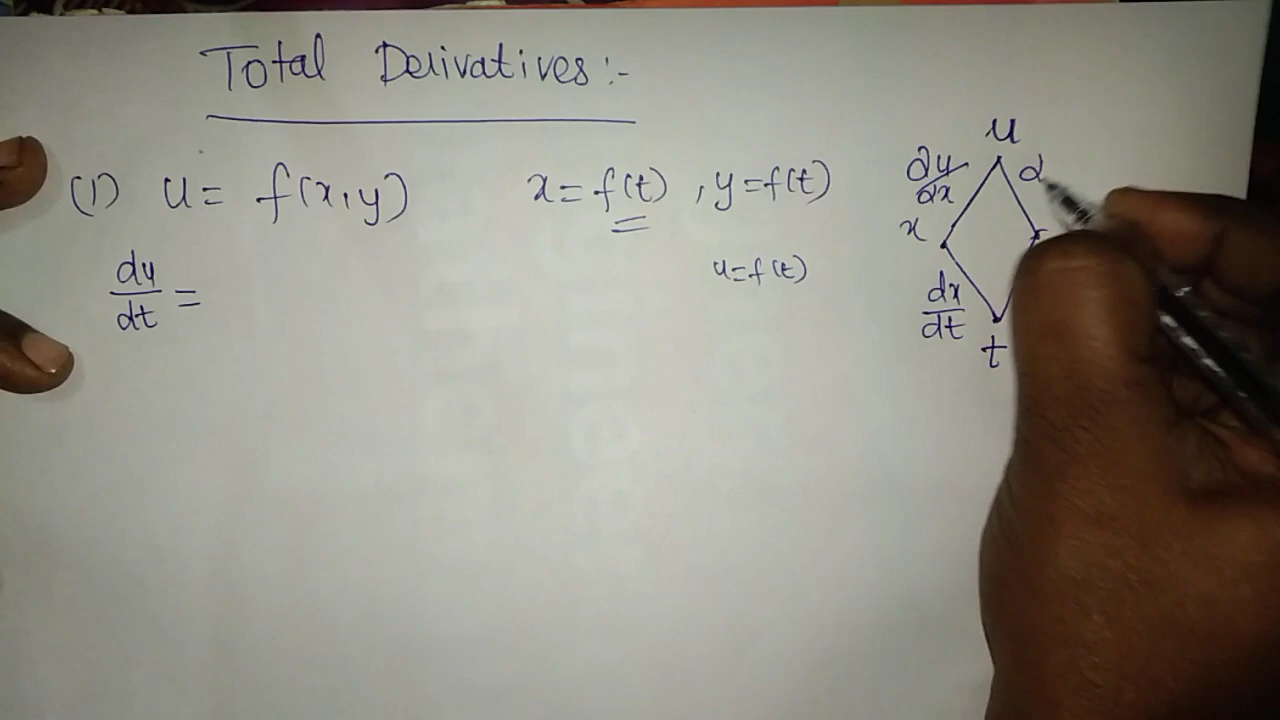 Total Derivatives :-
(1) u = f(x,y) x = f(t) , y = f(t)
u = f(t)
du/dt =
u
∂u/∂x ∂
x
dx/dt
t